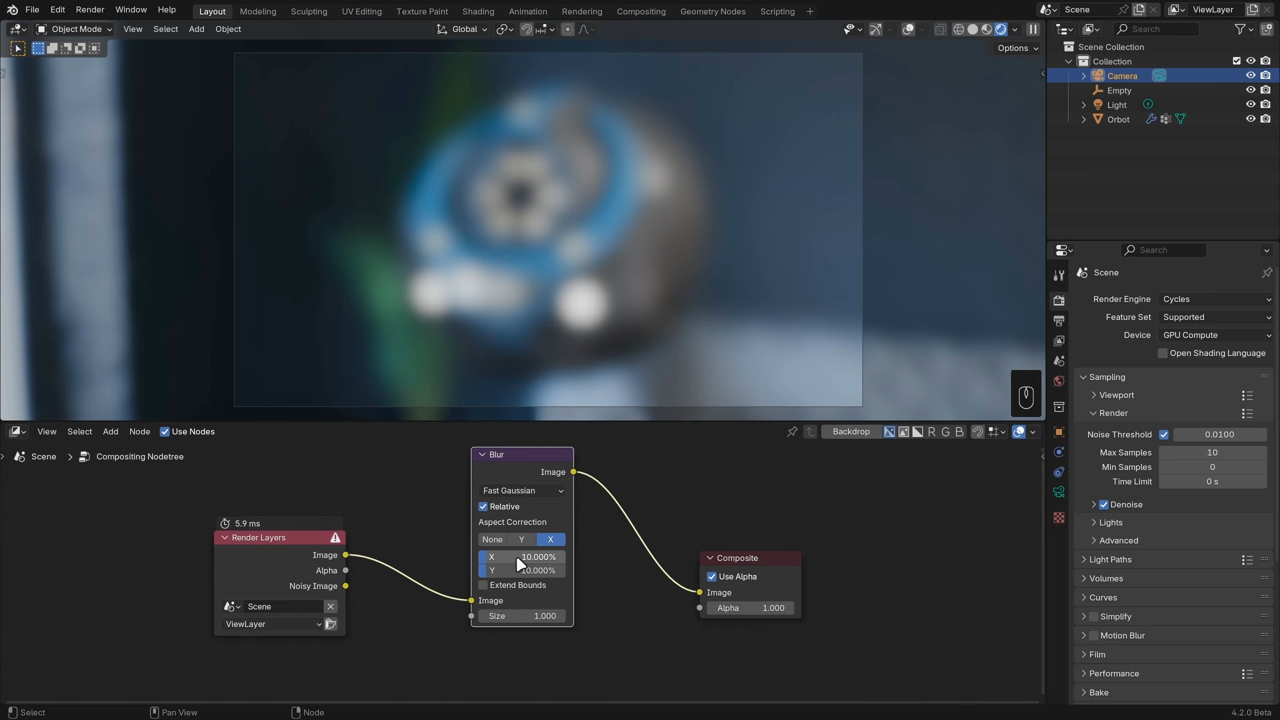 File Edit Render Window Help Layout Modeling Sculpting UV Editing Texture Paint Shading Animation Rendering Compositing Geometry Nodes Scripting Scene ViewLayer
Object Mode View Select Add Object Global Search
Options
Scene Collection
Collection
Camera
Empty
Light
Orbot
Search
Scene
Render Engine Cycles
Feature Set Supported
Device GPU Compute
Open Shading Language
Sampling
Viewport
Render
Noise Threshold 0.0100
Max Samples 10
Min Samples 0
Time Limit 0 s
Denoise
Lights
Advanced
Light Paths
Volumes
Curves
Simplify
Motion Blur
Film
Performance
Bake
View Select Add Node Use Nodes Backdrop R G B
Scene Compositing Nodetree
5.9 ms
Render Layers
Image
Alpha
Noisy Image
Scene
ViewLayer
Blur
Image
Fast Gaussian
Relative
Aspect Correction
None Y X
X 10.000%
Y 10.000%
Extend Bounds
Image
Size 1.000
Composite
Use Alpha
Image
Alpha 1.000
Select Pan View Node 4.2.0 Beta